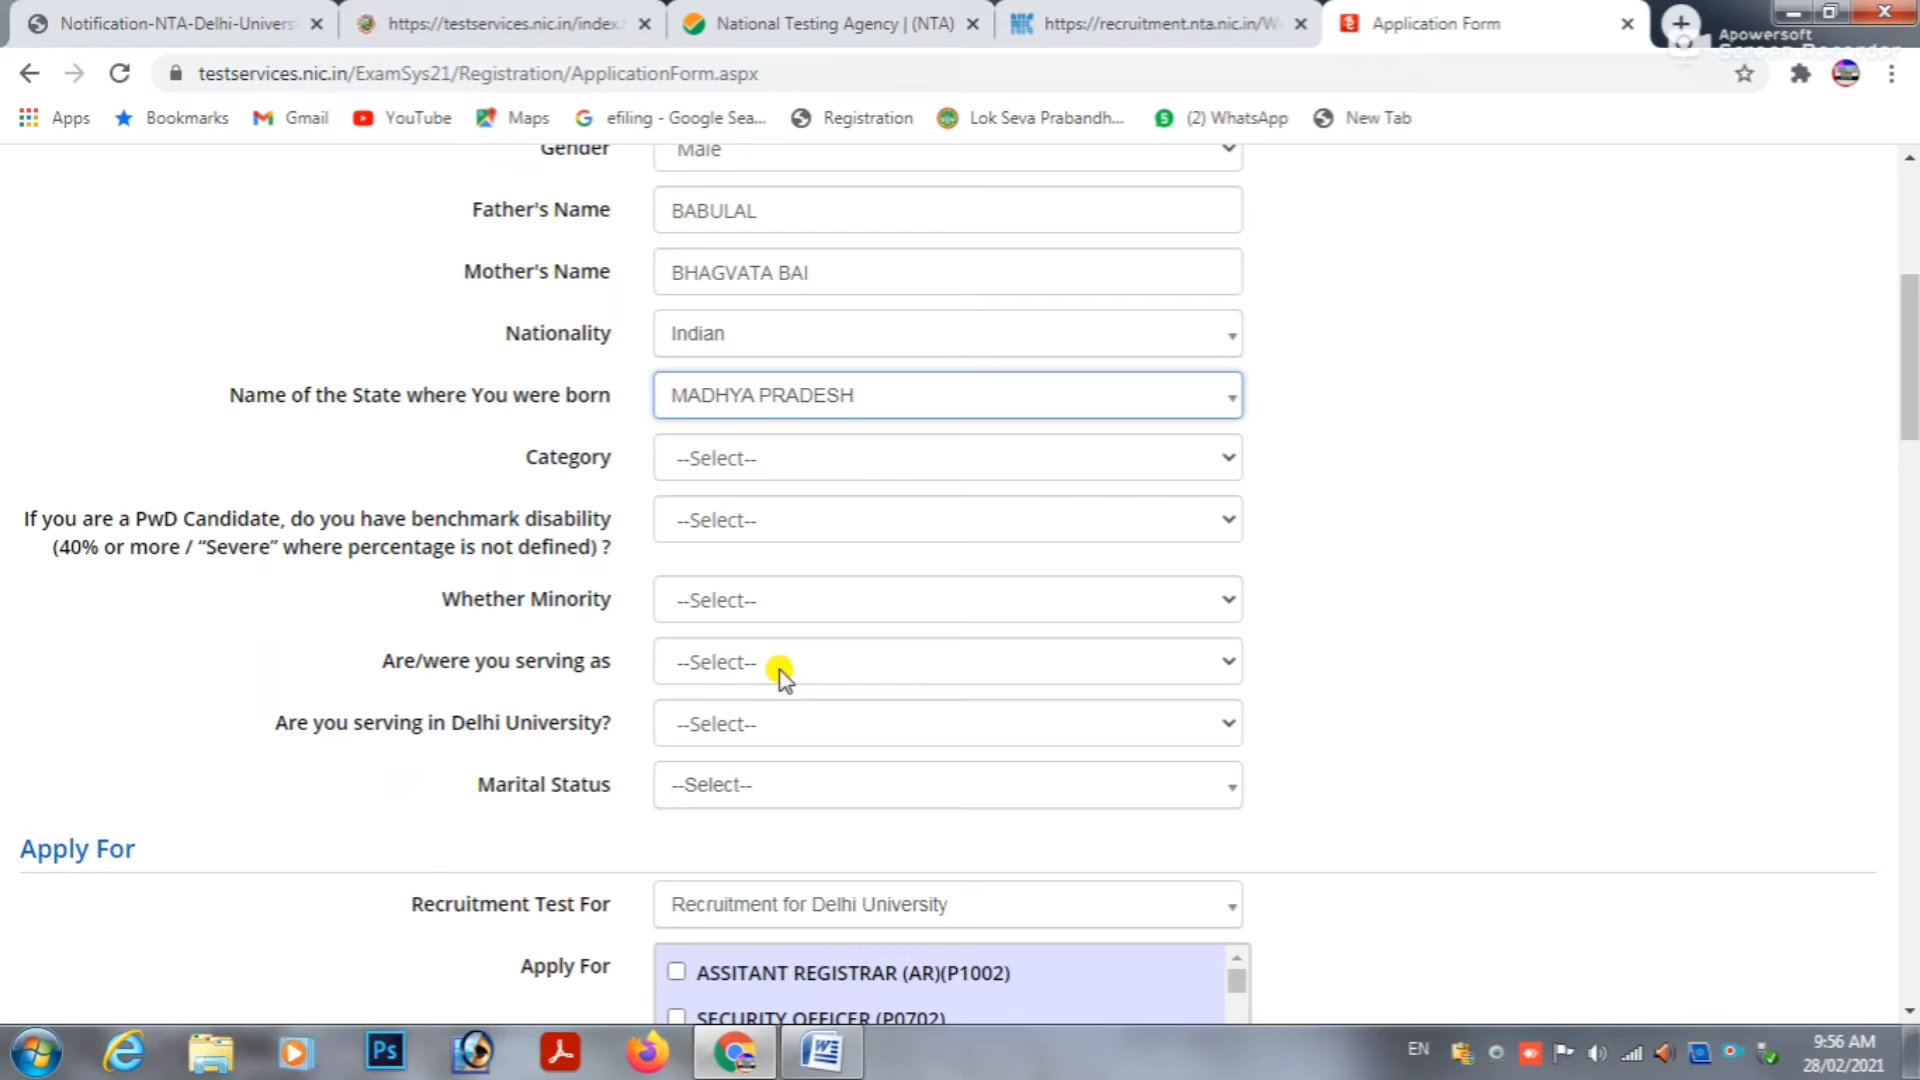 Notification-NTA-Delhi-Universi
https://testservices.nic.in/index.
National Testing Agency | (NTA)
https://recruitment.nta.nic.in/W
Application Form
Apowersoft
Screen Recorder
testservices.nic.in/ExamSys21/Registration/ApplicationForm.aspx
Apps
Bookmarks
Gmail
YouTube
Maps
efiling - Google Sea...
Registration
Lok Seva Prabandh...
(2) WhatsApp
New Tab
Gender Male
Father's Name BABULAL
Mother's Name BHAGVATA BAI
Nationality Indian
Name of the State where You were born MADHYA PRADESH
Category --Select--
If you are a PwD Candidate, do you have benchmark disability --Select--
(40% or more / “Severe” where percentage is not defined) ?
Whether Minority --Select--
Are/were you serving as --Select--
Are you serving in Delhi University? --Select--
Marital Status --Select--
Apply For
Recruitment Test For Recruitment for Delhi University
Apply For ASSITANT REGISTRAR (AR)(P1002)
SECURITY OFFICER (P0702)
Ps
EN
9:56 AM
28/02/2021